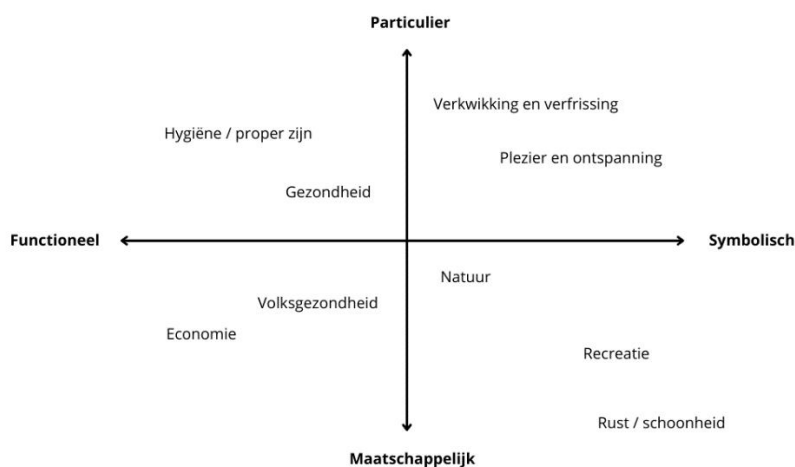 Particulier
Verkwikking en verfrissing
Hygiëne / proper zijn
Plezier en ontspanning
Gezondheid
Functioneel
Symbolisch
Natuur
Volksgezondheid
Economie
Recreatie
Rust / schoonheid
Maatschappelijk